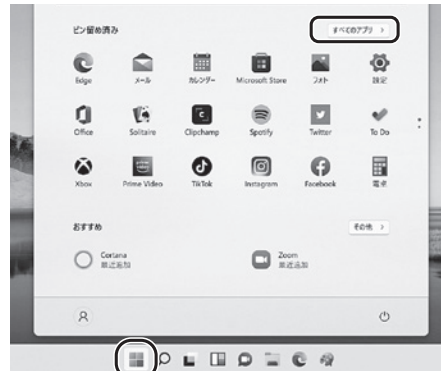 ピン留め済み
すべてのアプリ >
Edge メール カレンダー Microsoft Store フォト 設定
Office Solitaire Clipchamp Spotify Twitter To Do
Xbox Prime Video TikTok Instagram Facebook 電卓
おすすめ
その他 >
Cortana Zoom
最近追加 最近追加